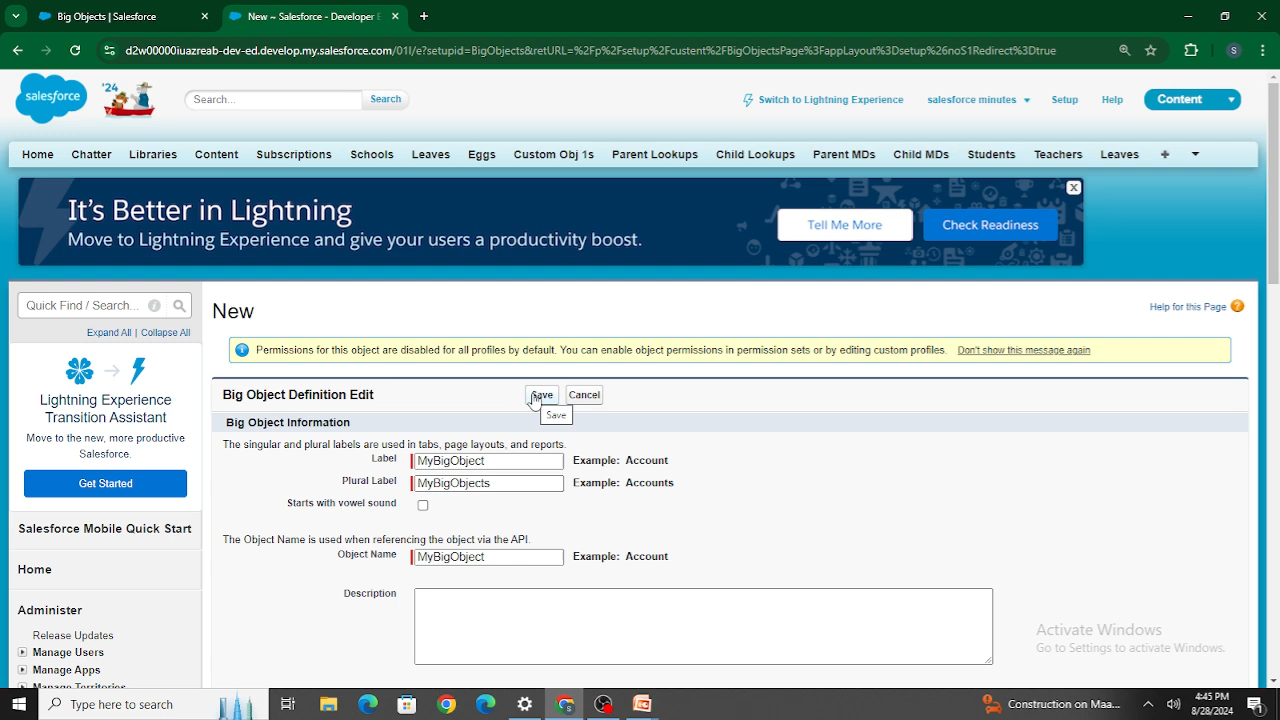 Big Objects | Salesforce
New ~ Salesforce - Developer E
d2w00000iuazreab-dev-ed.develop.my.salesforce.com/01I/e?setupid=BigObjects&retURL=%2Fp%2Fsetup%2Fcustent%2FBigObjectsPage%3FappLayout%3Dsetup%26noS1Redirect%3Dtrue
S
salesforce
'24
Search...
Search
Switch to Lightning Experience
salesforce minutes
Setup
Help
Content
Home
Chatter
Libraries
Content
Subscriptions
Schools
Leaves
Eggs
Custom Obj 1s
Parent Lookups
Child Lookups
Parent MDs
Child MDs
Students
Teachers
Leaves
+
It's Better in Lightning
Move to Lightning Experience and give your users a productivity boost.
Tell Me More
Check Readiness
Quick Find / Search...
Expand All | Collapse All
Lightning Experience
Transition Assistant
Move to the new, more productive
Salesforce.
Get Started
Salesforce Mobile Quick Start
Home
Administer
Release Updates
Manage Users
Manage Apps
Manage Territories
New
Help for this Page
Permissions for this object are disabled for all profiles by default. You can enable object permissions in permission sets or by editing custom profiles. Don't show this message again
Big Object Definition Edit
Save
Cancel
Save
Big Object Information
The singular and plural labels are used in tabs, page layouts, and reports.
Label MyBigObject Example: Account
Plural Label MyBigObjects Example: Accounts
Starts with vowel sound
The Object Name is used when referencing the object via the API.
Object Name MyBigObject Example: Account
Description
Activate Windows
Go to Settings to activate Windows.
Type here to search
Construction on Maa...
4:45 PM
8/28/2024
1